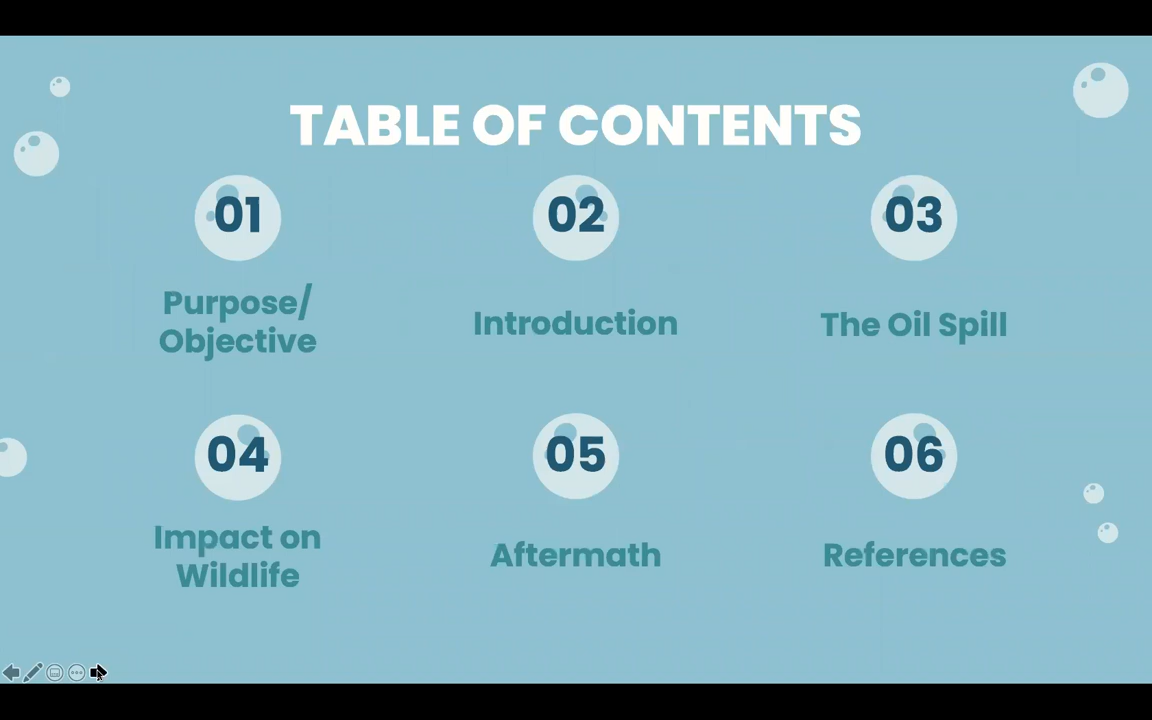 TABLE OF CONTENTS
01
02
03
Purpose/
Objective
Introduction
The Oil Spill
04
05
06
Impact on
Wildlife
Aftermath
References